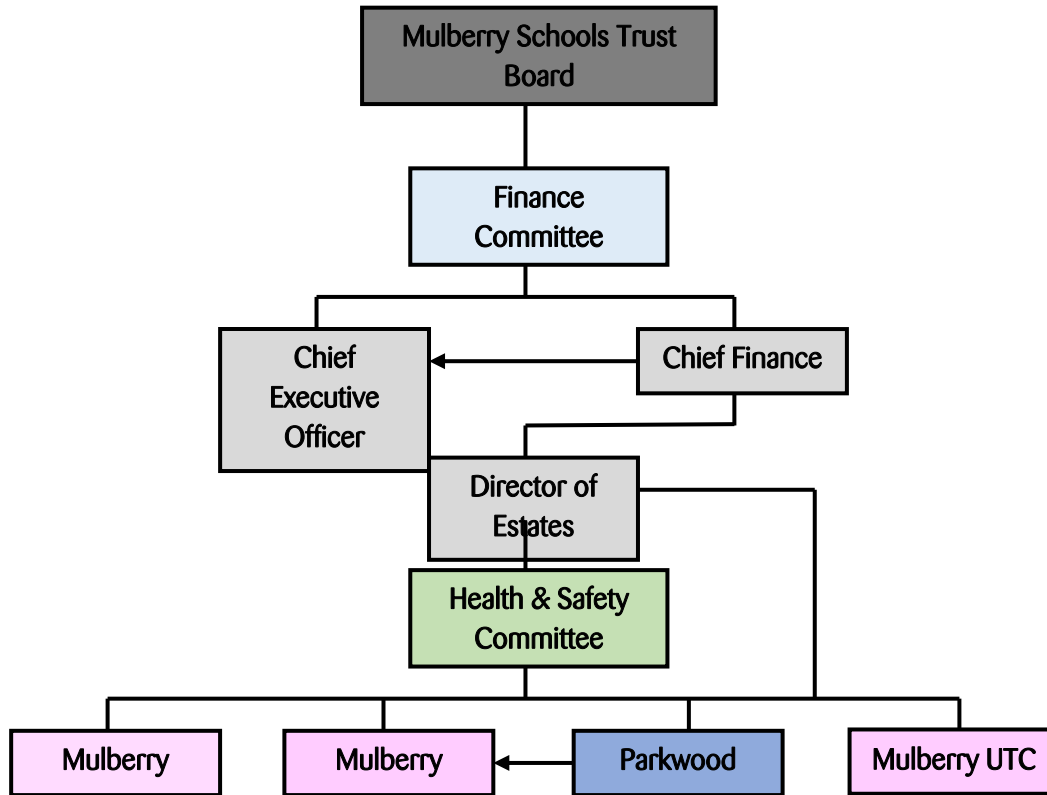 Mulberry Schools Trust
Board
Finance
Committee
Chief
Executive
Officer
Chief Finance
Director of
Estates
Health & Safety
Committee
Mulberry
Mulberry
Parkwood
Mulberry UTC